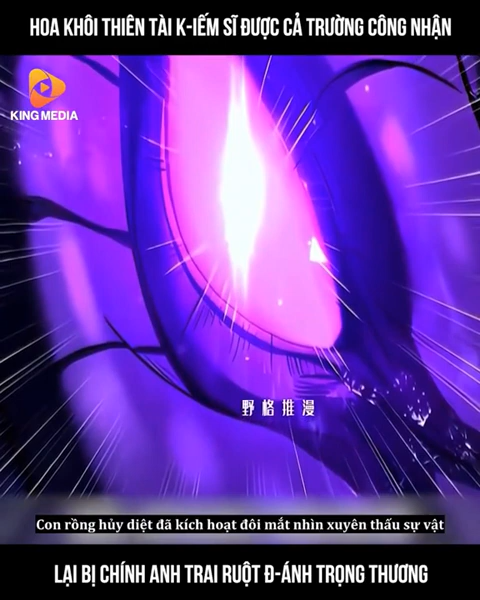 HOA KHÔI THIÊN TÀI K-IẾM SĨ ĐƯỢC CẢ TRƯỜNG CÔNG NHẬN
KING MEDIA
野格推漫
Con rồng hủy diệt đã kích hoạt đôi mắt nhìn xuyên thấu sự vật
LẠI BỊ CHÍNH ANH TRAI RUỘT Đ-ÁNH TRỌNG THƯƠNG